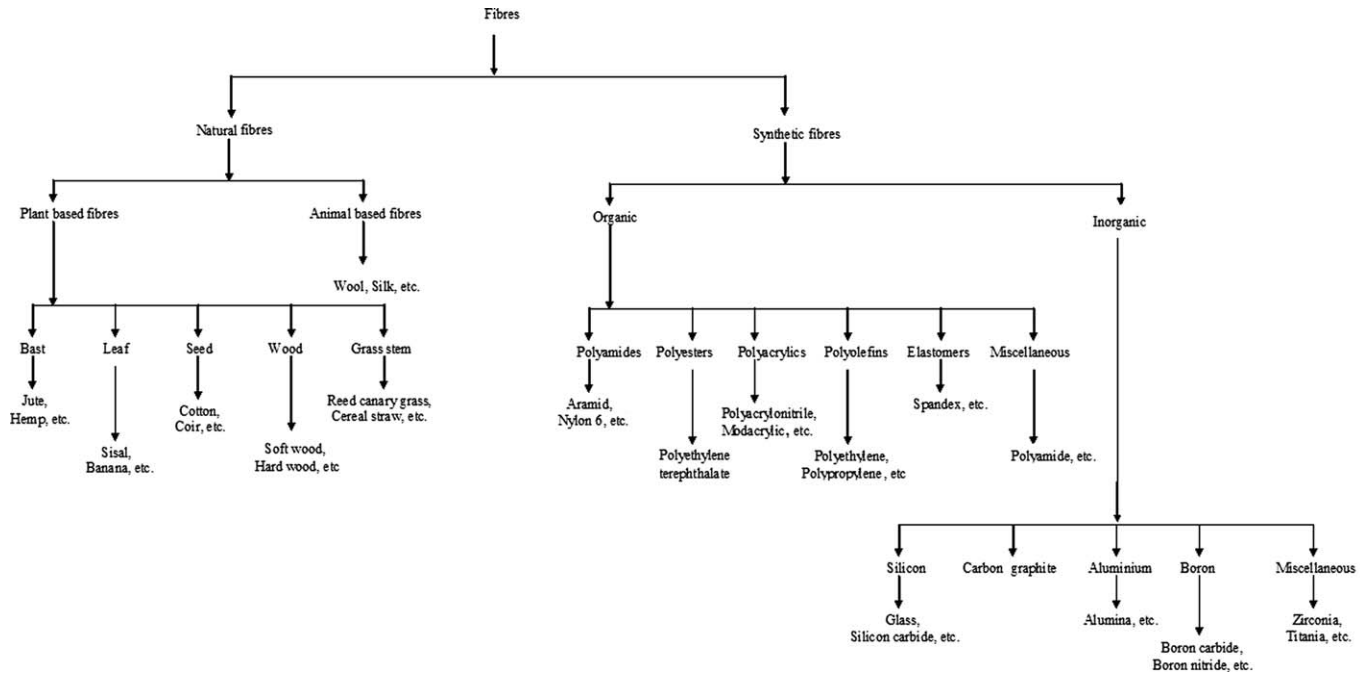 Fibres
Natural fibres
Synthetic fibres
Plant based fibres
Animal based fibres
Organic
Inorganic
Wool, Silk, etc.
Bast
Leaf
Seed
Wood
Grass stem
Polyamides
Polyesters
Polyacrylics
Polyolefins
Elastomers
Miscellaneous
Jute,
Hemp, etc.
Sisal,
Banana, etc.
Cotton,
Coir, etc.
Soft wood,
Hard wood, etc
Reed canary grass,
Cereal straw, etc.
Aramid,
Nylon 6, etc.
Polyethylene
terephthalate
Polyacrylonitrile,
Modacrylic, etc.
Polyethylene,
Polypropylene, etc
Spandex, etc.
Polyamide, etc.
Silicon
Carbon graphite
Aluminium
Boron
Miscellaneous
Glass,
Silicon carbide, etc.
Alumina, etc.
Boron carbide,
Boron nitride, etc.
Zirconia,
Titania, etc.